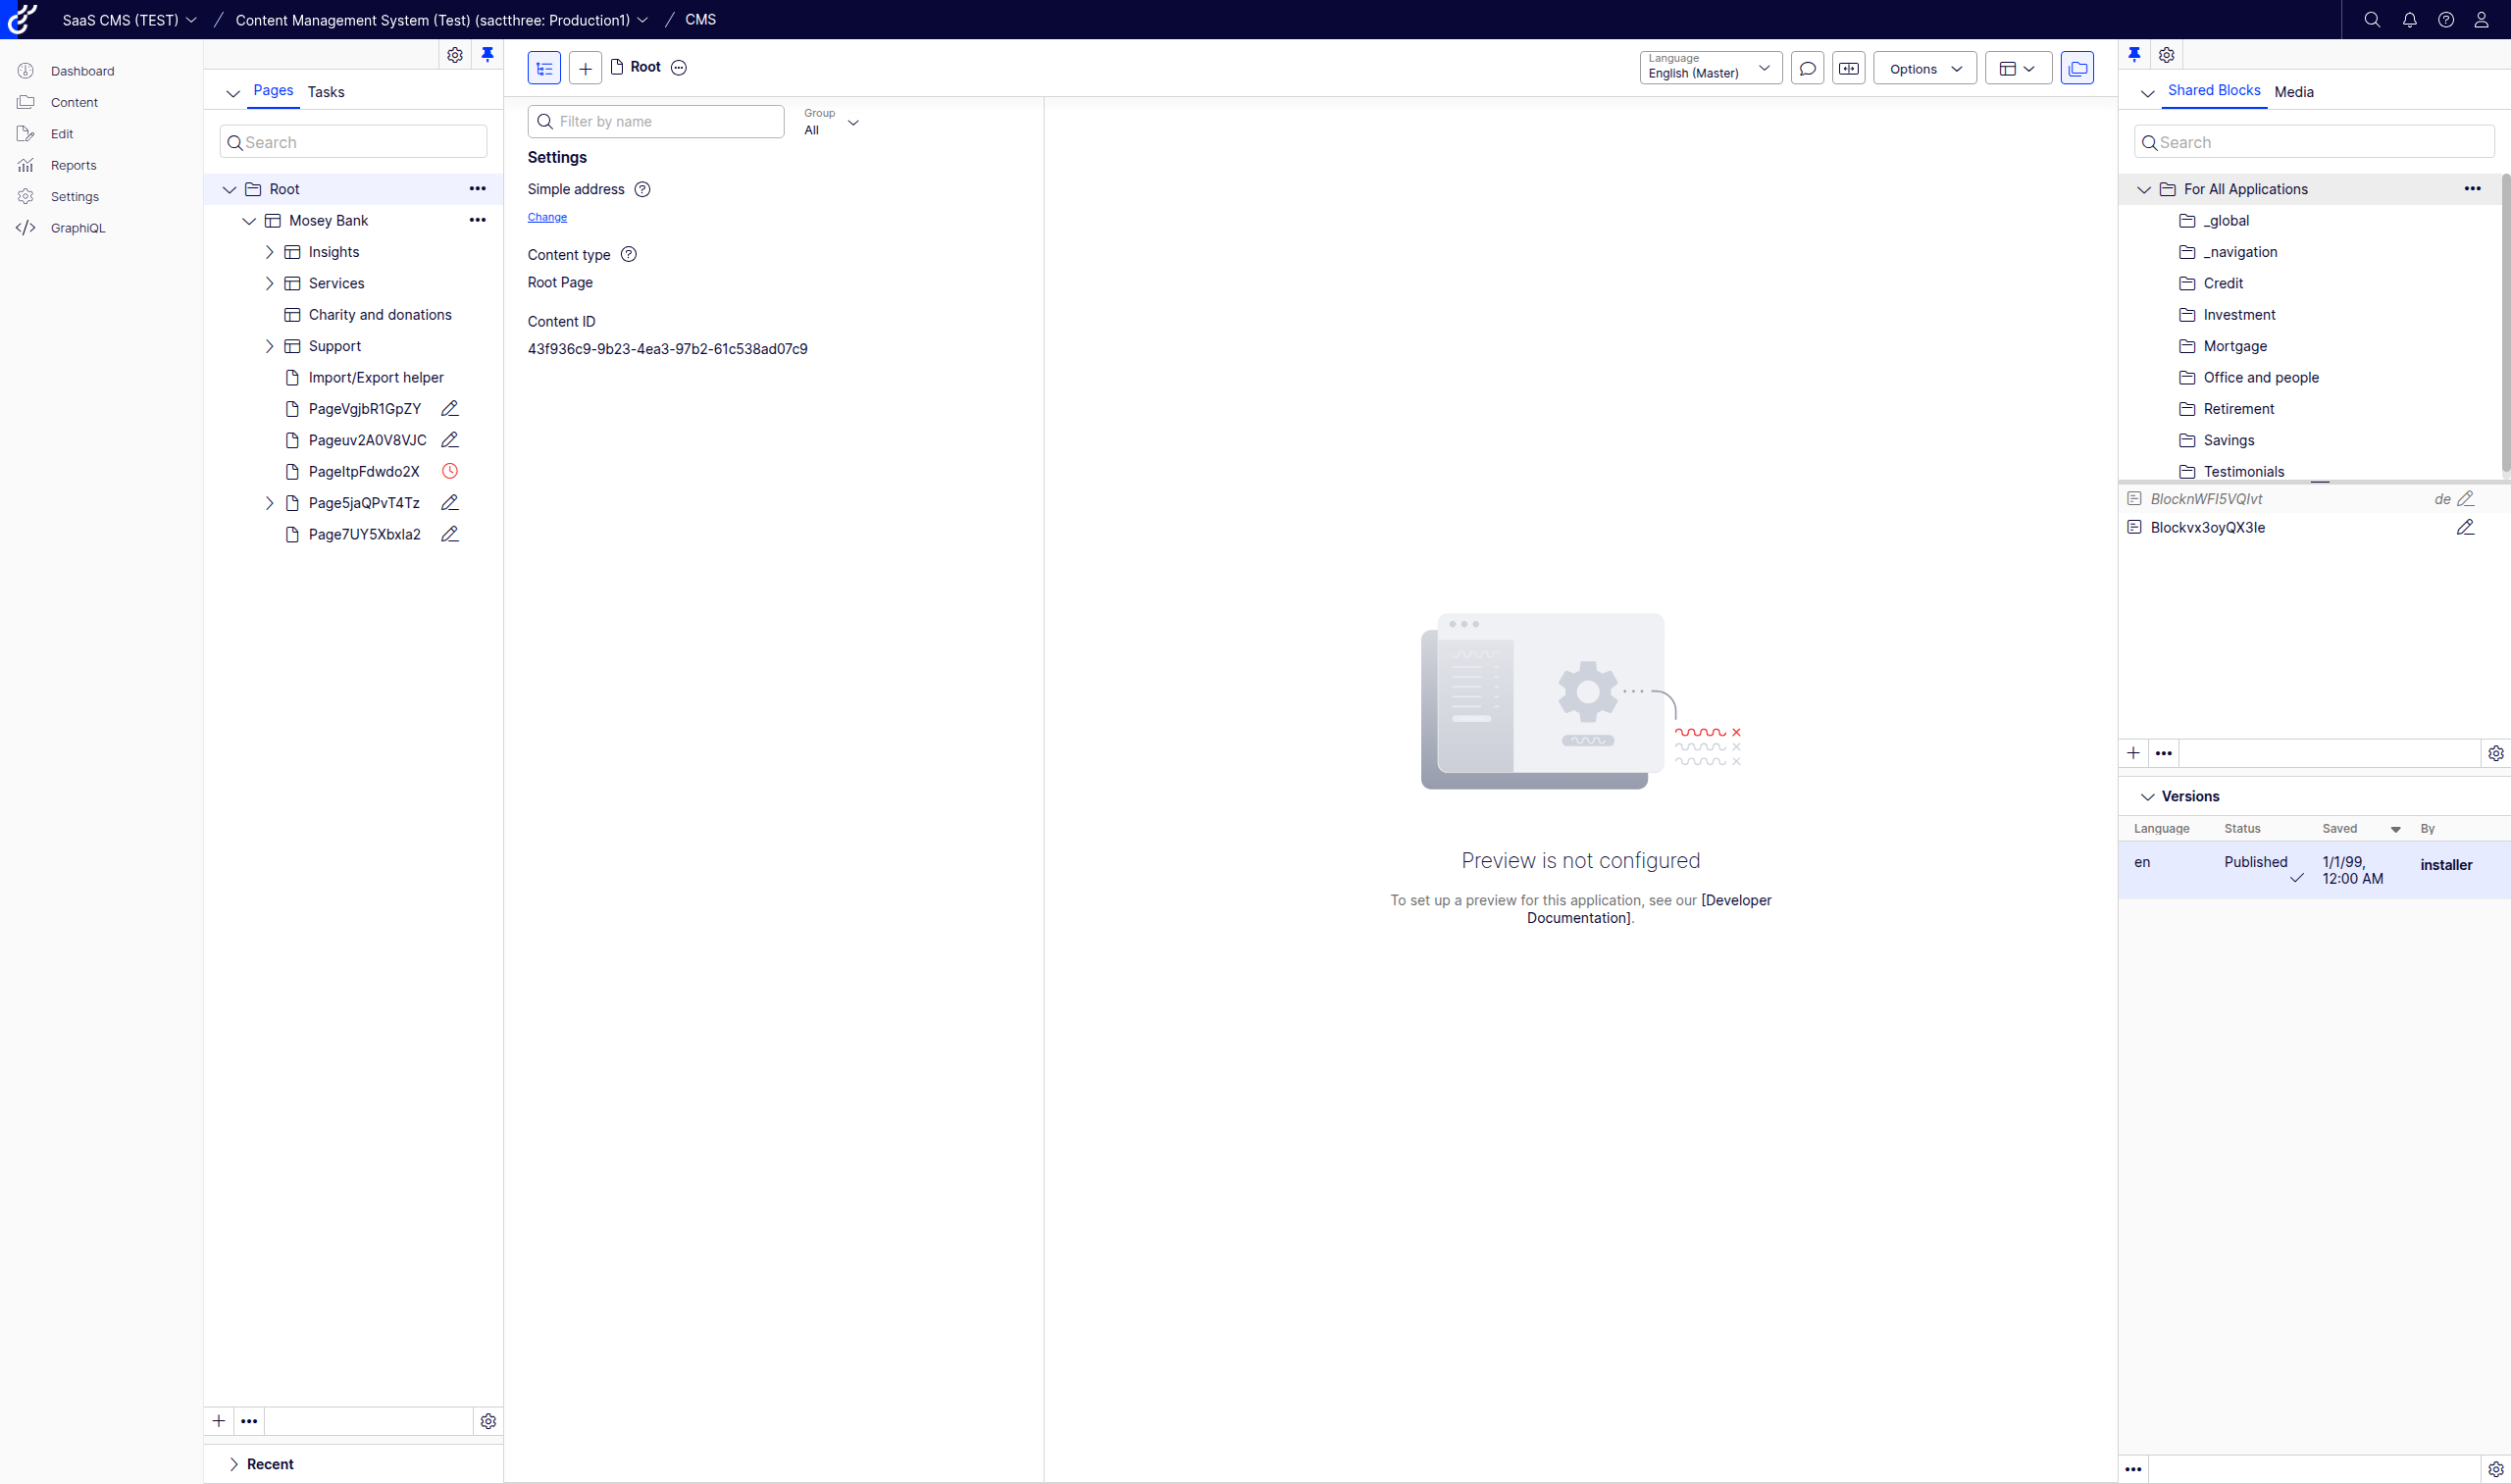 SaaS CMS (TEST) / Content Management System (Test) (sactthree: Production1) / CMS
Dashboard
Content
Edit
Reports
Settings
GraphiQL
Pages Tasks
Search
Root
Mosey Bank
Insights
Services
Charity and donations
Support
Import/Export helper
PageVgjbR1GpZY
Pageuv2A0V8VJC
PageItpFdwdo2X
Page5jaQPvT4Tz
Page7UY5Xbxla2
Recent
Root
Language
English (Master)
Options
Filter by name
Group
All
Settings
Simple address
Change
Content type
Root Page
Content ID
43f936c9-9b23-4ea3-97b2-61c538ad07c9
Preview is not configured
To set up a preview for this application, see our [Developer
Documentation].
Shared Blocks Media
Search
For All Applications
_global
_navigation
Credit
Investment
Mortgage
Office and people
Retirement
Savings
Testimonials
BlocknWFI5VQlvt de
Blockvx3oyQX3Ie
Versions
Language Status Saved By
en Published 1/1/99, installer
12:00 AM